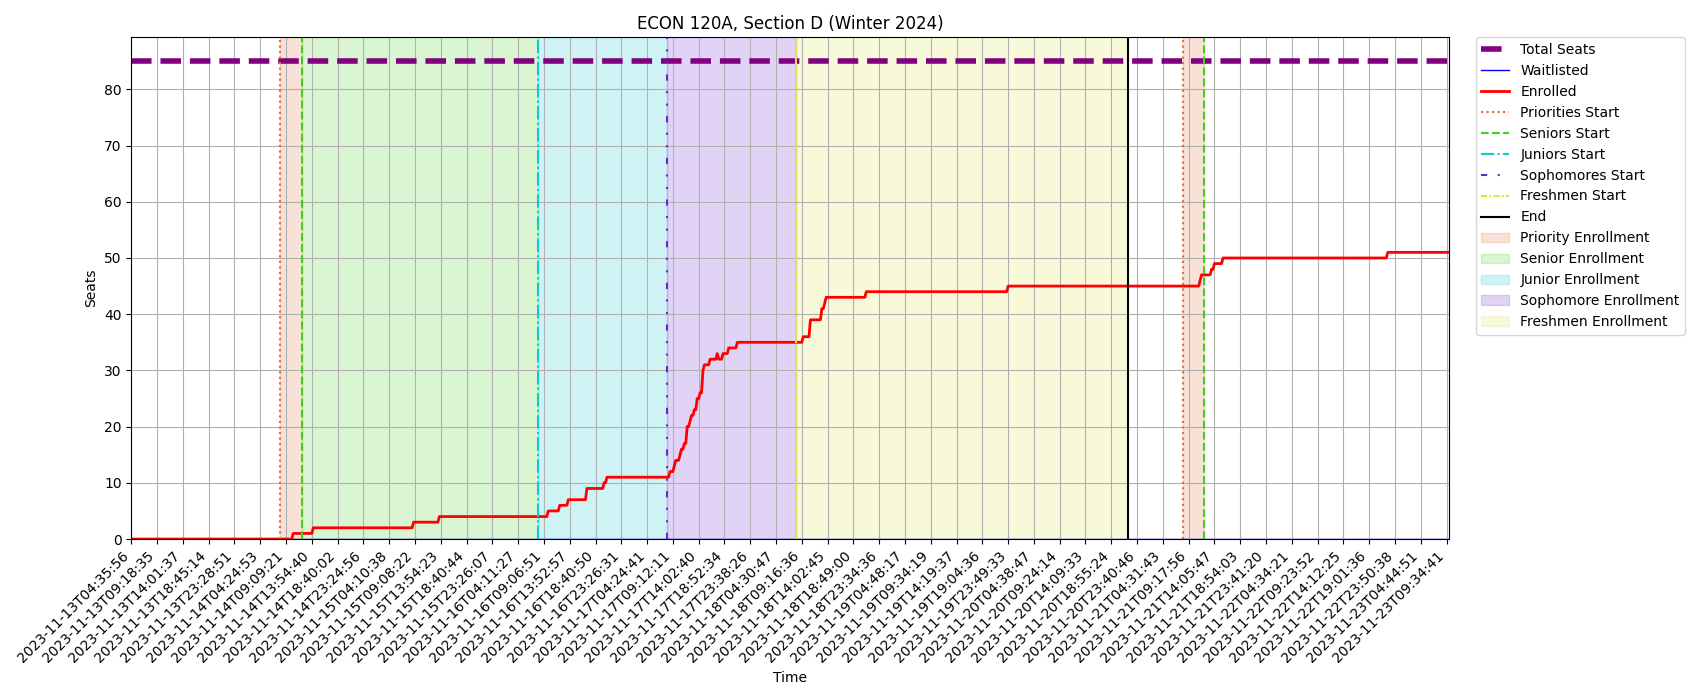 ECON 120A, Section D (Winter 2024)
Seats
80
70
60
50
40
30
20
10
0
2023-11-13T04:35:56
2023-11-13T09:18:35
2023-11-13T14:01:37
2023-11-13T18:45:14
2023-11-13T23:28:51
2023-11-14T04:24:53
2023-11-14T09:09:21
2023-11-14T13:54:40
2023-11-14T18:40:02
2023-11-14T23:24:56
2023-11-15T04:10:38
2023-11-15T09:08:22
2023-11-15T13:54:23
2023-11-15T18:40:44
2023-11-15T23:26:07
2023-11-16T04:11:27
2023-11-16T09:06:51
2023-11-16T13:52:57
2023-11-16T18:40:50
2023-11-16T23:26:31
2023-11-17T04:24:41
2023-11-17T09:12:11
2023-11-17T14:02:40
2023-11-17T18:52:34
2023-11-17T23:38:26
2023-11-18T04:30:47
2023-11-18T09:16:36
2023-11-18T14:02:45
2023-11-18T18:49:00
2023-11-18T23:34:36
2023-11-19T04:48:17
2023-11-19T09:34:19
2023-11-19T14:19:37
2023-11-19T19:04:36
2023-11-19T23:49:33
2023-11-20T04:38:47
2023-11-20T09:24:14
2023-11-20T14:09:33
2023-11-20T18:55:24
2023-11-20T23:40:46
2023-11-21T04:31:43
2023-11-21T09:17:56
2023-11-21T14:05:47
2023-11-21T18:54:03
2023-11-21T23:41:20
2023-11-22T04:34:21
2023-11-22T09:23:52
2023-11-22T14:12:25
2023-11-22T19:01:36
2023-11-22T23:50:38
2023-11-23T04:44:51
2023-11-23T09:34:41
Time
Total Seats
Waitlisted
Enrolled
Priorities Start
Seniors Start
Juniors Start
Sophomores Start
Freshmen Start
End
Priority Enrollment
Senior Enrollment
Junior Enrollment
Sophomore Enrollment
Freshmen Enrollment